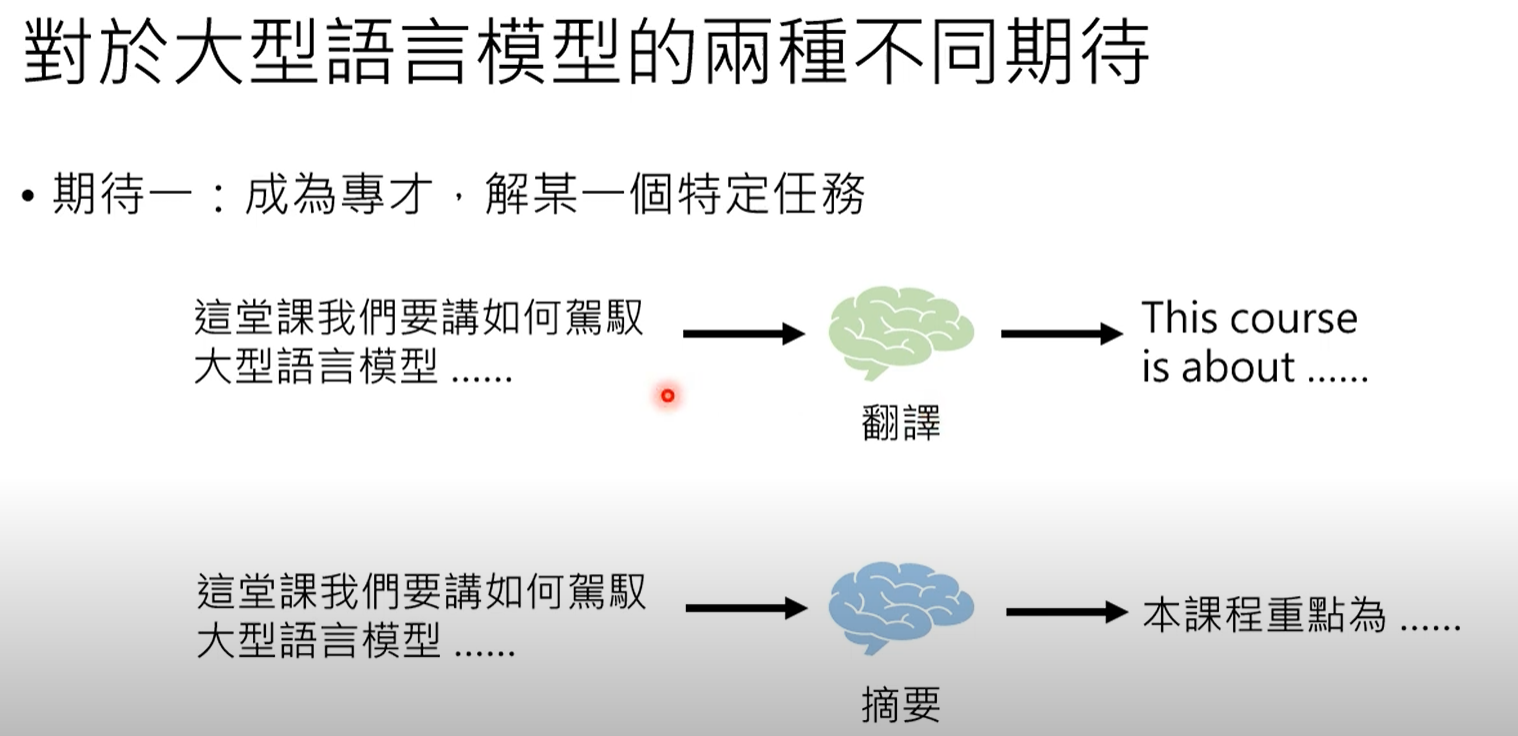 對於大型語言模型的兩種不同期待
• 期待一：成為專才，解某一個特定任務
這堂課我們要講如何駕馭
大型語言模型 ……
翻譯
This course
is about ……
這堂課我們要講如何駕馭
大型語言模型 ……
摘要
本課程重點為 ……